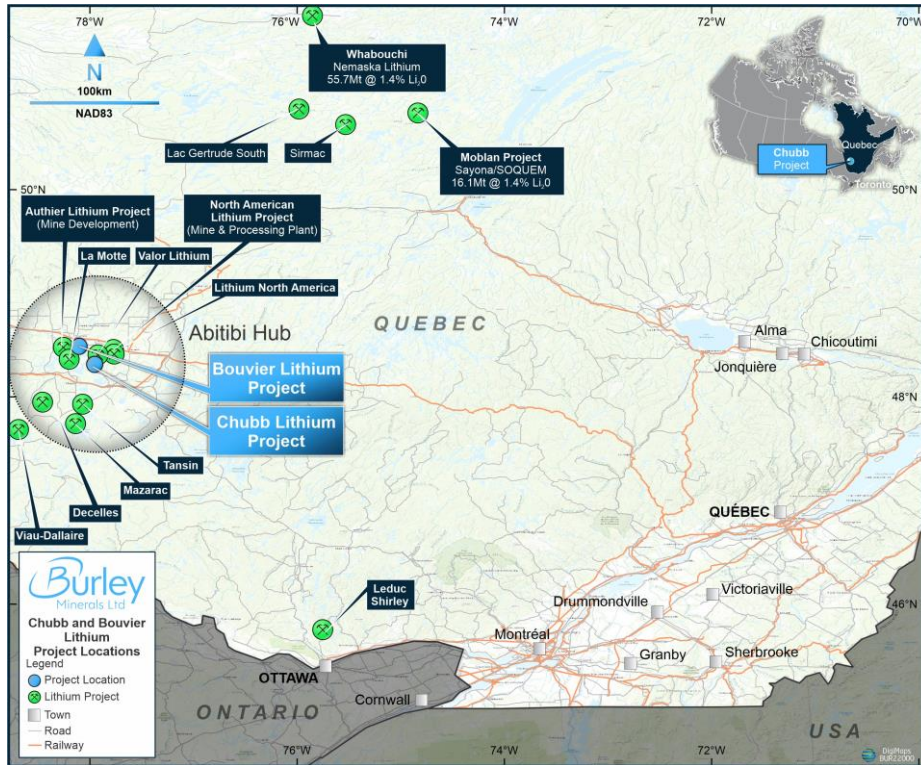 78°W
76°W
74°W
72°W
70°W
N
100km
NAD83
Whabouchi
Nemaska Lithium
55.7Mt @ 1.4% Li₂0
Lac Gertrude South
Sirmac
Moblan Project
Sayona/SOQUEM
16.1Mt @ 1.4% Li₂0
Quebec
Chubb
Project
Toronto
50°N
50°N
Authier Lithium Project
(Mine Development)
North American
Lithium Project
(Mine & Processing Plant)
La Motte
Valor Lithium
Lithium North America
Abitibi Hub
QUEBEC
Bouvier Lithium
Project
Chubb Lithium
Project
Alma
Chicoutimi
Jonquière
48°N
48°N
Tansin
Mazarac
Decelles
Viau-Dallaire
QUÉBEC
Burley
Minerals Ltd
Chubb and Bouvier
Lithium
Project Locations
Legend
Project Location
Lithium Project
Town
Road
Railway
Leduc
Shirley
46°N
Victoriaville
Drummondville
Montréal
Granby
Sherbrooke
OTTAWA
Cornwall
ONTARIO
USA
76°W
74°W
72°W
DigMaps
BURZ2000